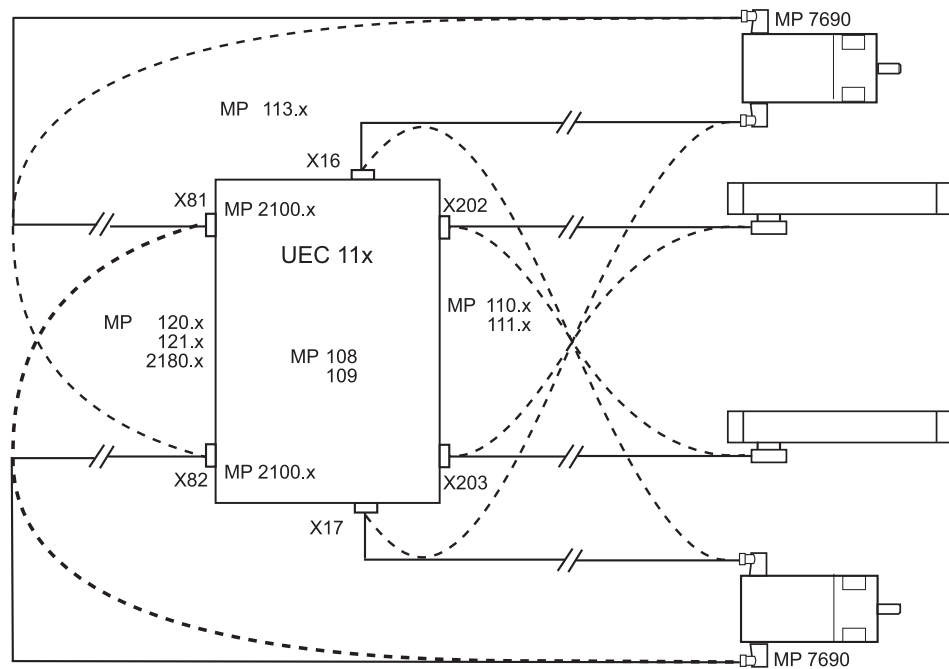 MP 7690
MP 113.x
X16
X81
X202
MP 2100.x
UEC 11x
MP 120.x
121.x
2180.x
MP 110.x
111.x
MP 108
109
X82
MP 2100.x
X203
X17
MP 7690